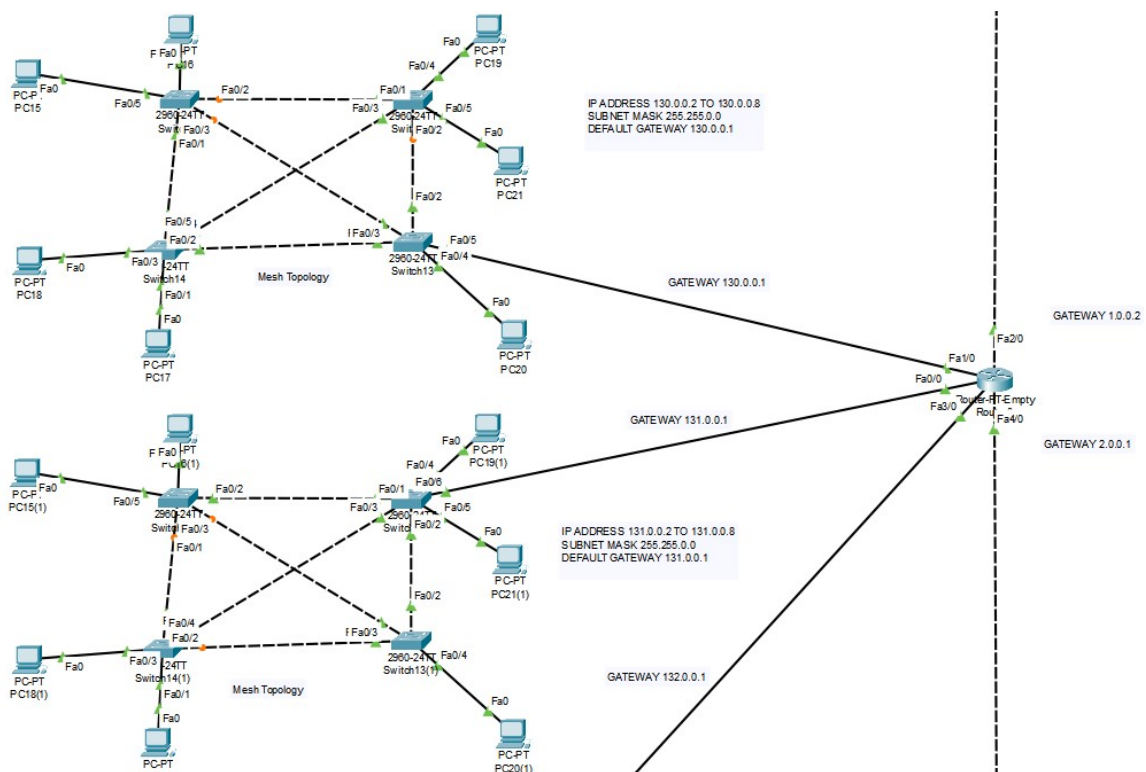 Fa0
-PT
16
PC-PT
PC19
Fa0
PC15
Fa0/5
Fa0/2
Fa0/4
Fa0/1
Fa0/3
Fa0/5
2960-24TT
Fa0/3
Fa0/1
Fa0/2
Fa0
PC-PT
PC21
IP ADDRESS 130.0.0.2 TO 130.0.0.8
SUBNET MASK 255.255.0.0
DEFAULT GATEWAY 130.0.0.1
Fa0/2
Fa0/5
Fa0/2
Fa0/3
Fa0/5
Fa0/4
PC-PT
PC18
Fa0
Fa0/3
-24TT
Switch14
2960-24TT
Switch13
Mesh Topology
Fa0/1
Fa0
PC-PT
PC17
Fa0
PC-PT
PC20
GATEWAY 130.0.0.1
GATEWAY 1.0.0.2
Fa2/0
Fa1/0
Fa0/0
Fa3/0
Router-PT-Empty
Fa4/0
GATEWAY 131.0.0.1
GATEWAY 2.0.0.1
Fa0
-PT
PC-PT
PC19(1)
Fa0
PC15(1)
Fa0/5
Fa0/2
Fa0/4
Fa0/1
Fa0/6
Fa0/3
Fa0/5
2960-24TT
Fa0/3
Fa0/1
Fa0/2
Fa0
PC-PT
PC21(1)
IP ADDRESS 131.0.0.2 TO 131.0.0.8
SUBNET MASK 255.255.0.0
DEFAULT GATEWAY 131.0.0.1
Fa0/2
Fa0/4
Fa0/2
Fa0/3
Fa0/4
PC-PT
PC18(1)
Fa0
Fa0/3
-24TT
Switch14(1)
2960-24TT
Switch13(1)
Mesh Topology
Fa0/1
Fa0
PC-PT
Fa0
PC-PT
PC20(1)
GATEWAY 132.0.0.1